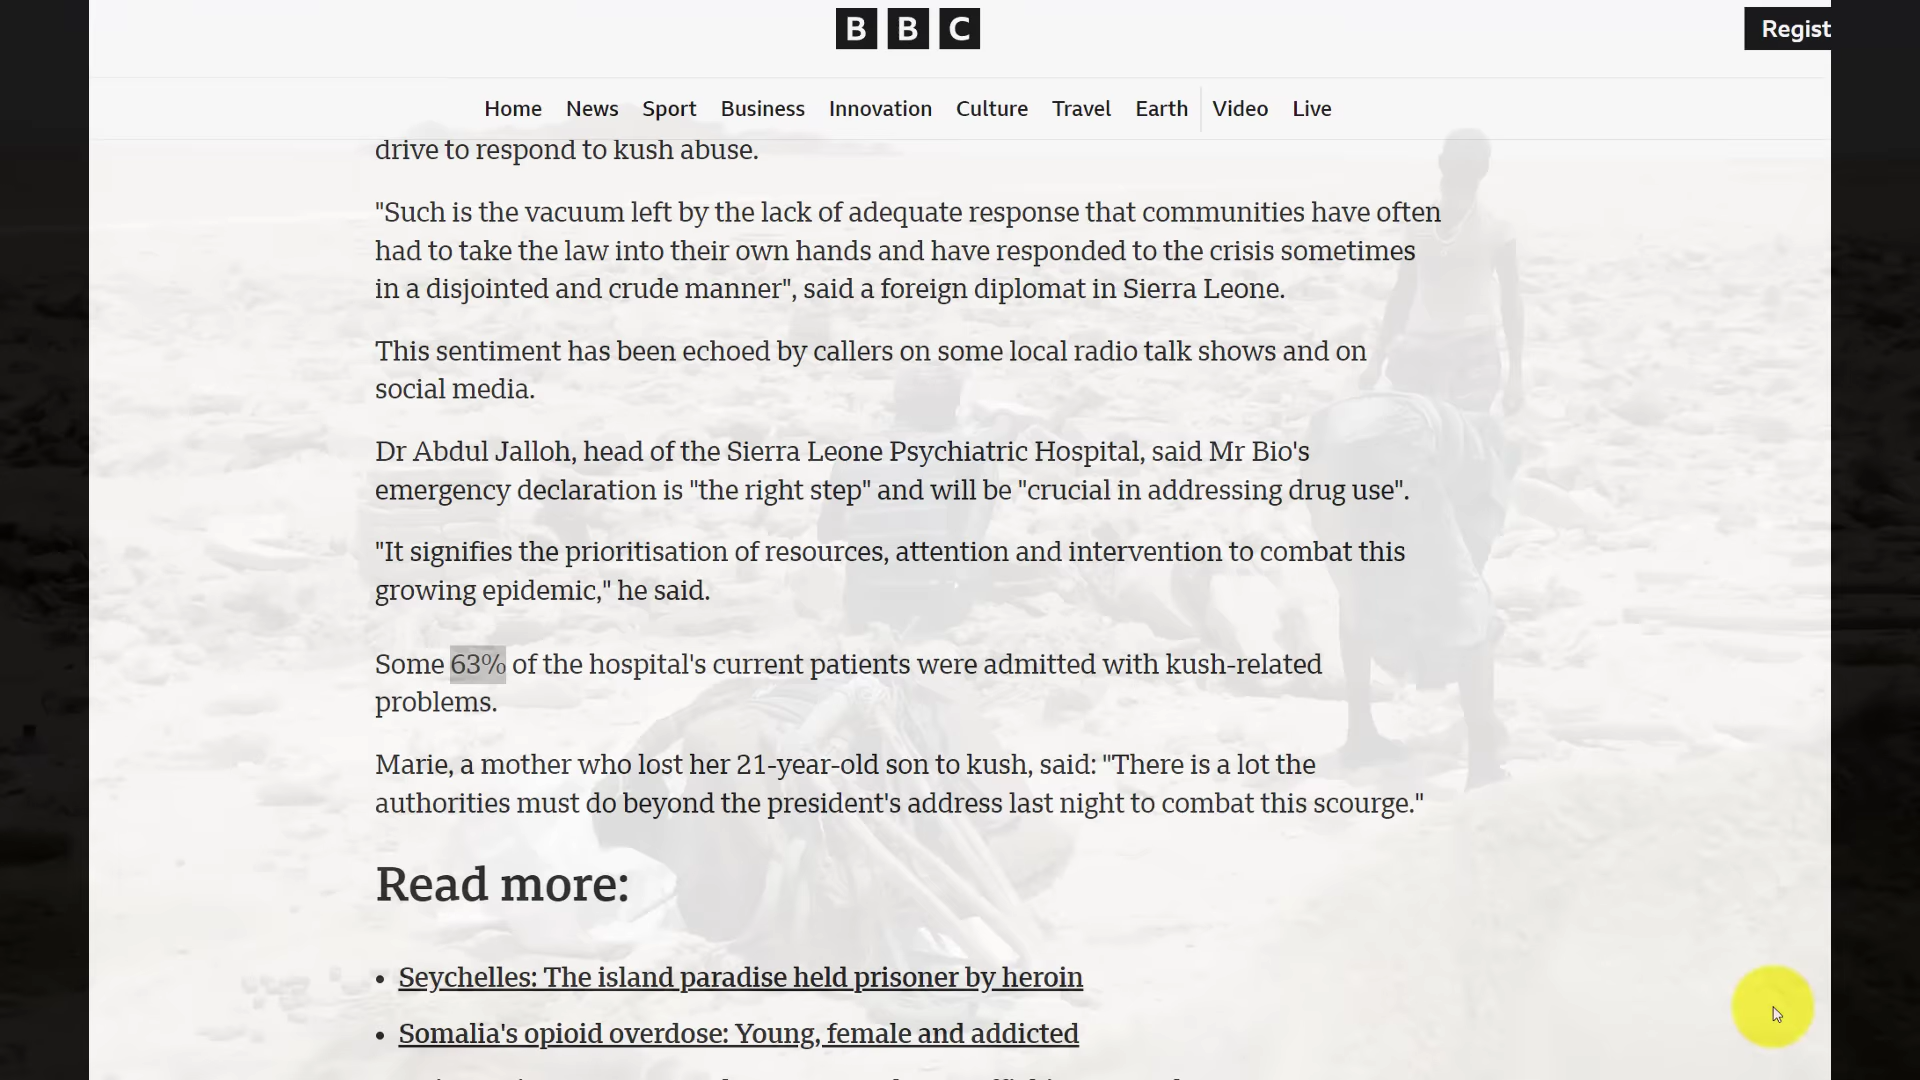 BBC
Regist
Home News Sport Business Innovation Culture Travel Earth Video Live
drive to respond to kush abuse.
"Such is the vacuum left by the lack of adequate response that communities have often
had to take the law into their own hands and have responded to the crisis sometimes
in a disjointed and crude manner", said a foreign diplomat in Sierra Leone.
This sentiment has been echoed by callers on some local radio talk shows and on
social media.
Dr Abdul Jalloh, head of the Sierra Leone Psychiatric Hospital, said Mr Bio's
emergency declaration is "the right step" and will be "crucial in addressing drug use".
"It signifies the prioritisation of resources, attention and intervention to combat this
growing epidemic," he said.
Some 63% of the hospital's current patients were admitted with kush-related
problems.
Marie, a mother who lost her 21-year-old son to kush, said: "There is a lot the
authorities must do beyond the president's address last night to combat this scourge."
Read more:
• Seychelles: The island paradise held prisoner by heroin
• Somalia's opioid overdose: Young, female and addicted